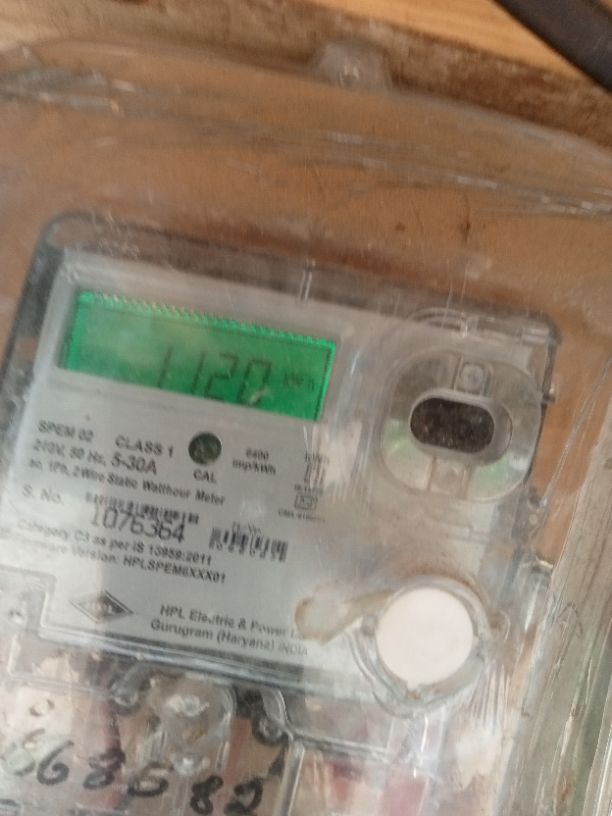 1120 kWh
SPEM 02 CLASS 1
240V, 50 Hz, 5-30A CAL 6400 imp/kWh
ac, 1Ph, 2 Wire Static Watthour Meter
S. No. 1076364
Category C3 as per IS 13959:2011
Version: HPLSPEM6XXX01
HPL
HPL Electric & Power
Gurugram (Haryana) INDIA